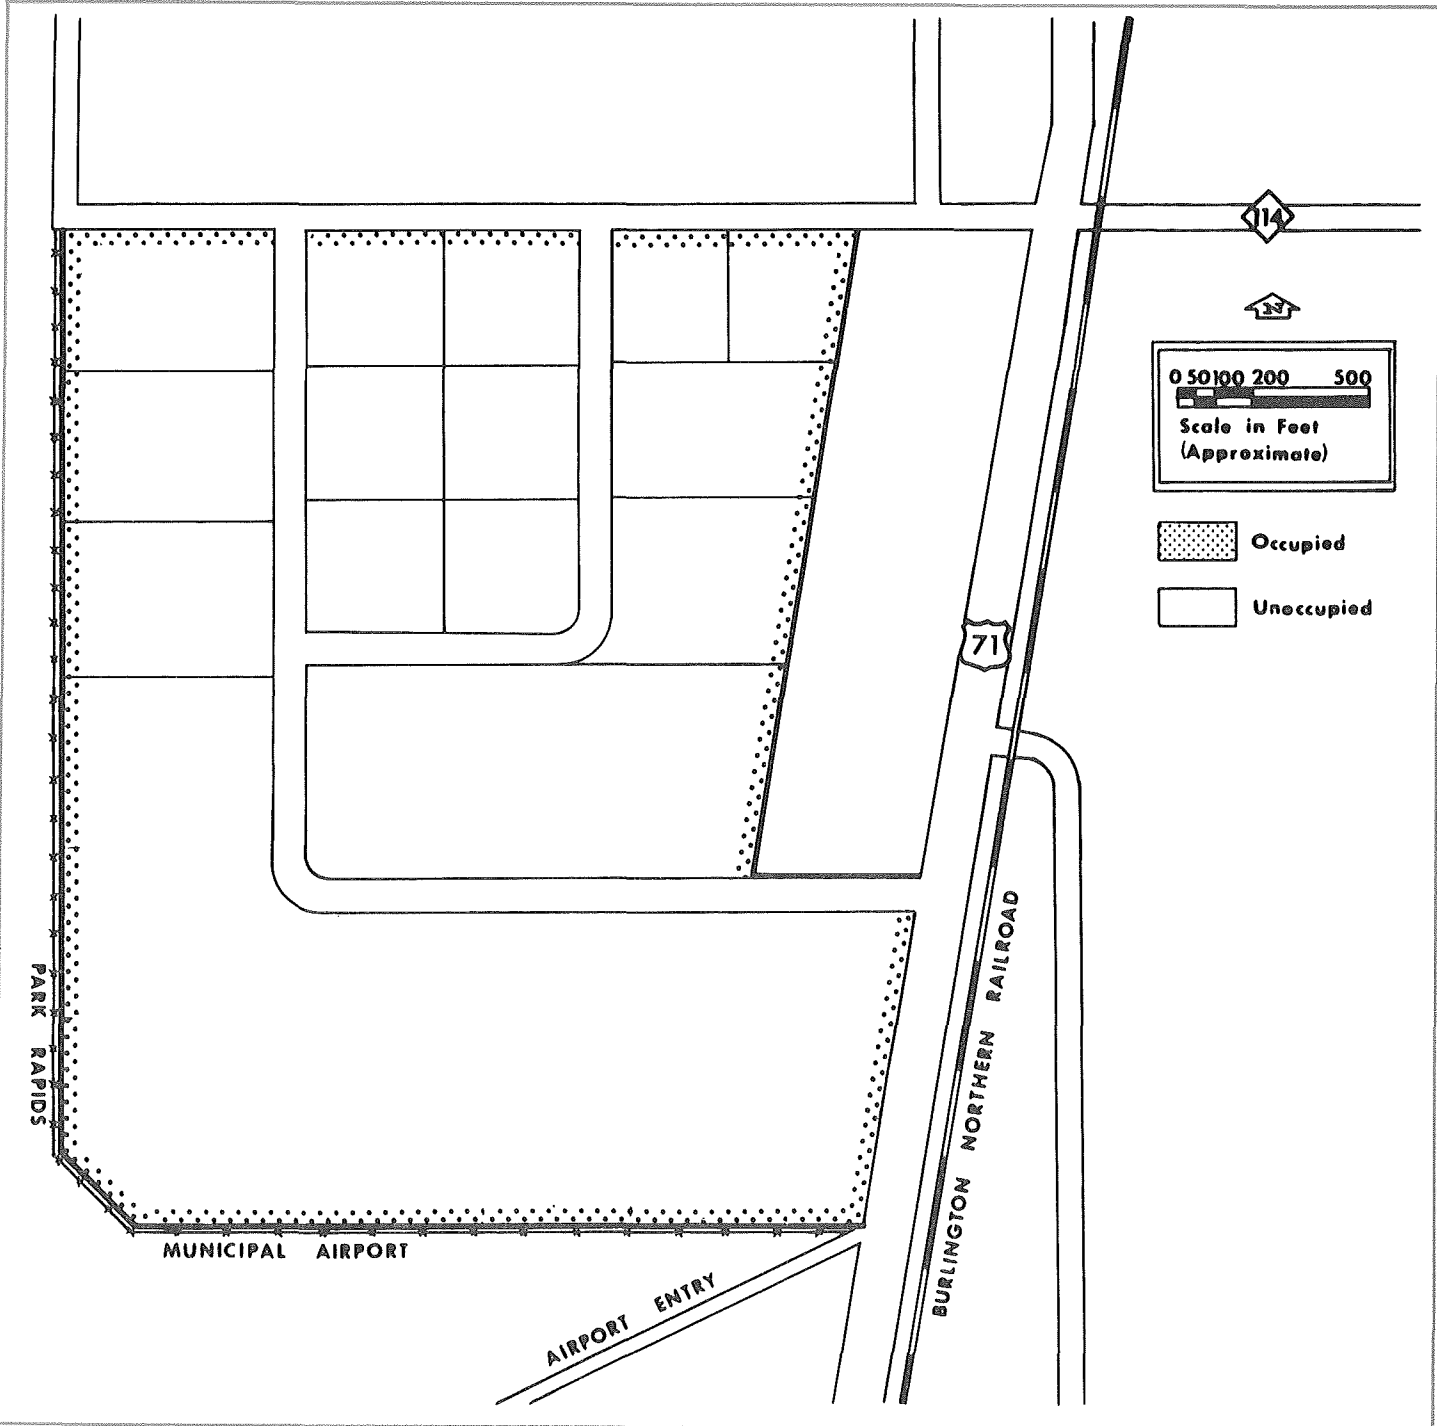 114
N
0 50 100 200 500
Scale in Feet
(Approximate)
Occupied
Unoccupied
71
BURLINGTON NORTHERN RAILROAD
PARK RAPIDS
MUNICIPAL AIRPORT
AIRPORT ENTRY